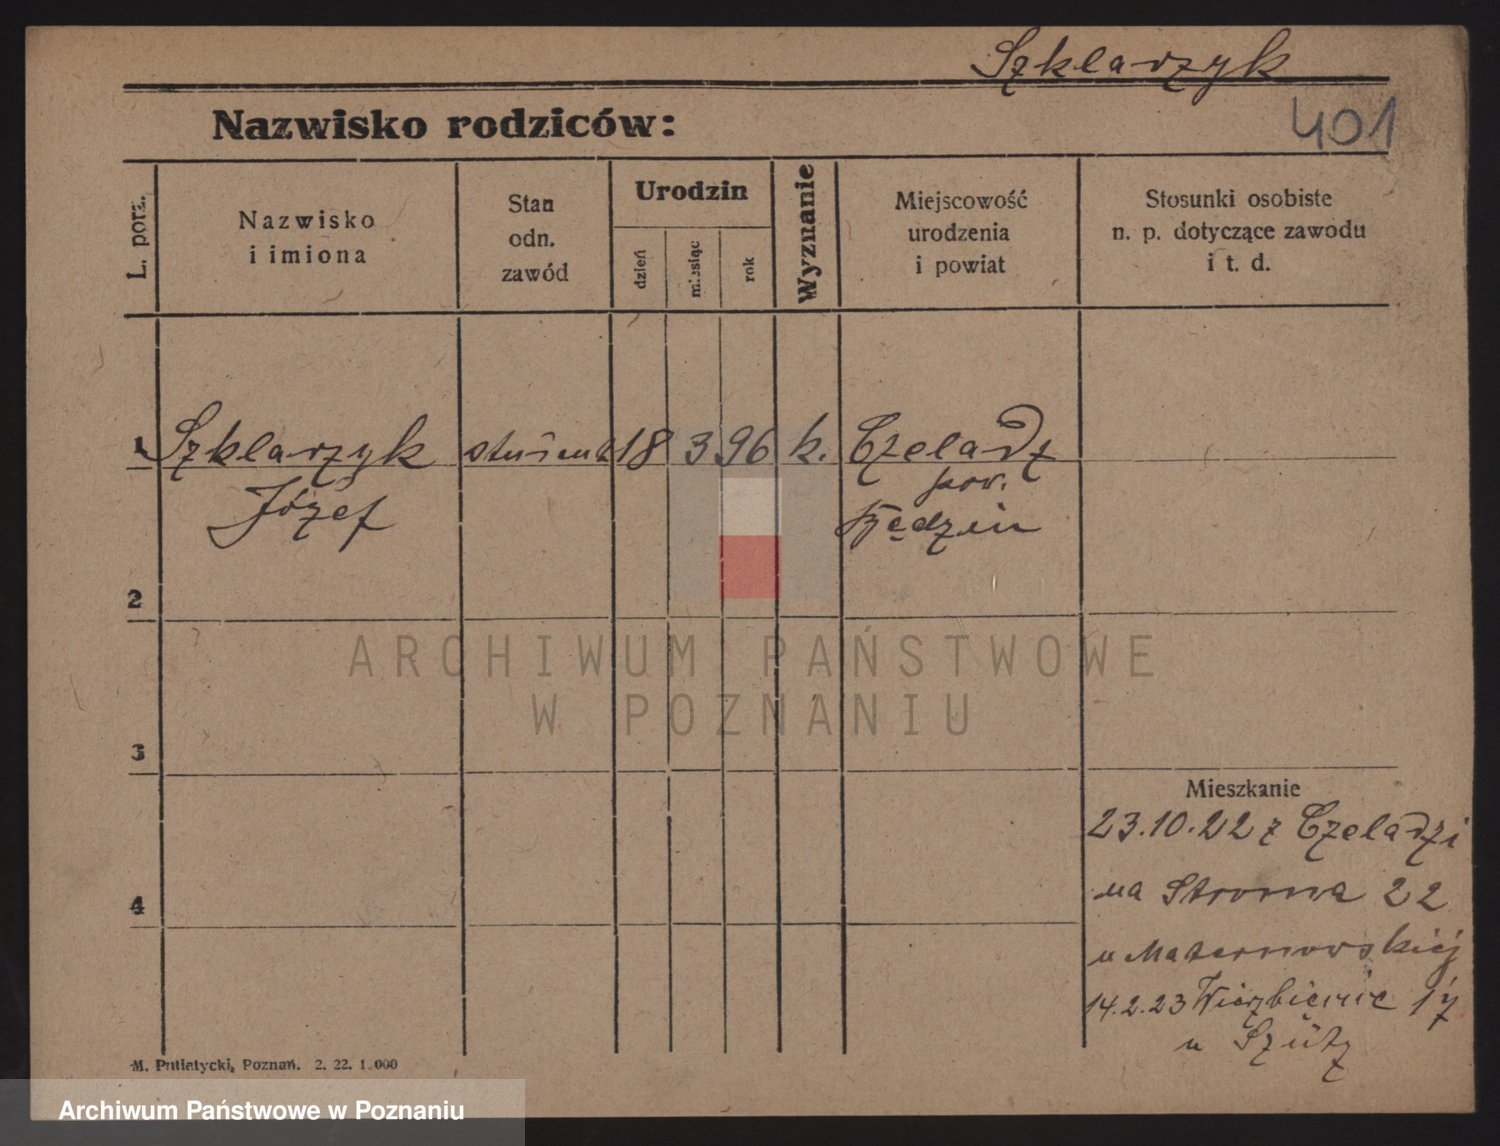 Szklarzyk
401
Nazwisko rodziców:
L. porz.
Nazwisko
i imiona
Stan
odn.
zawód
Urodzin
dzień
miesiąc
rok
Wyznanie
Miejscowość
urodzenia
i powiat
Stosunki osobiste
n. p. dotyczące zawodu
i t. d.
1 Szklarzyk student 18 3 96 k. Czeladz
Józef pow.
Będzin
2
ARCHIWUM PAŃSTWOWE
W POZNANIU
3
Mieszkanie
23.10.22 z Czeladzi
4
na Stroma 22
u Maternowskiej
14.2.23 Wierzbięcice
u
M. Putiatycki, Poznań. 2. 22. 1.000
Archiwum Państwowe w Poznaniu